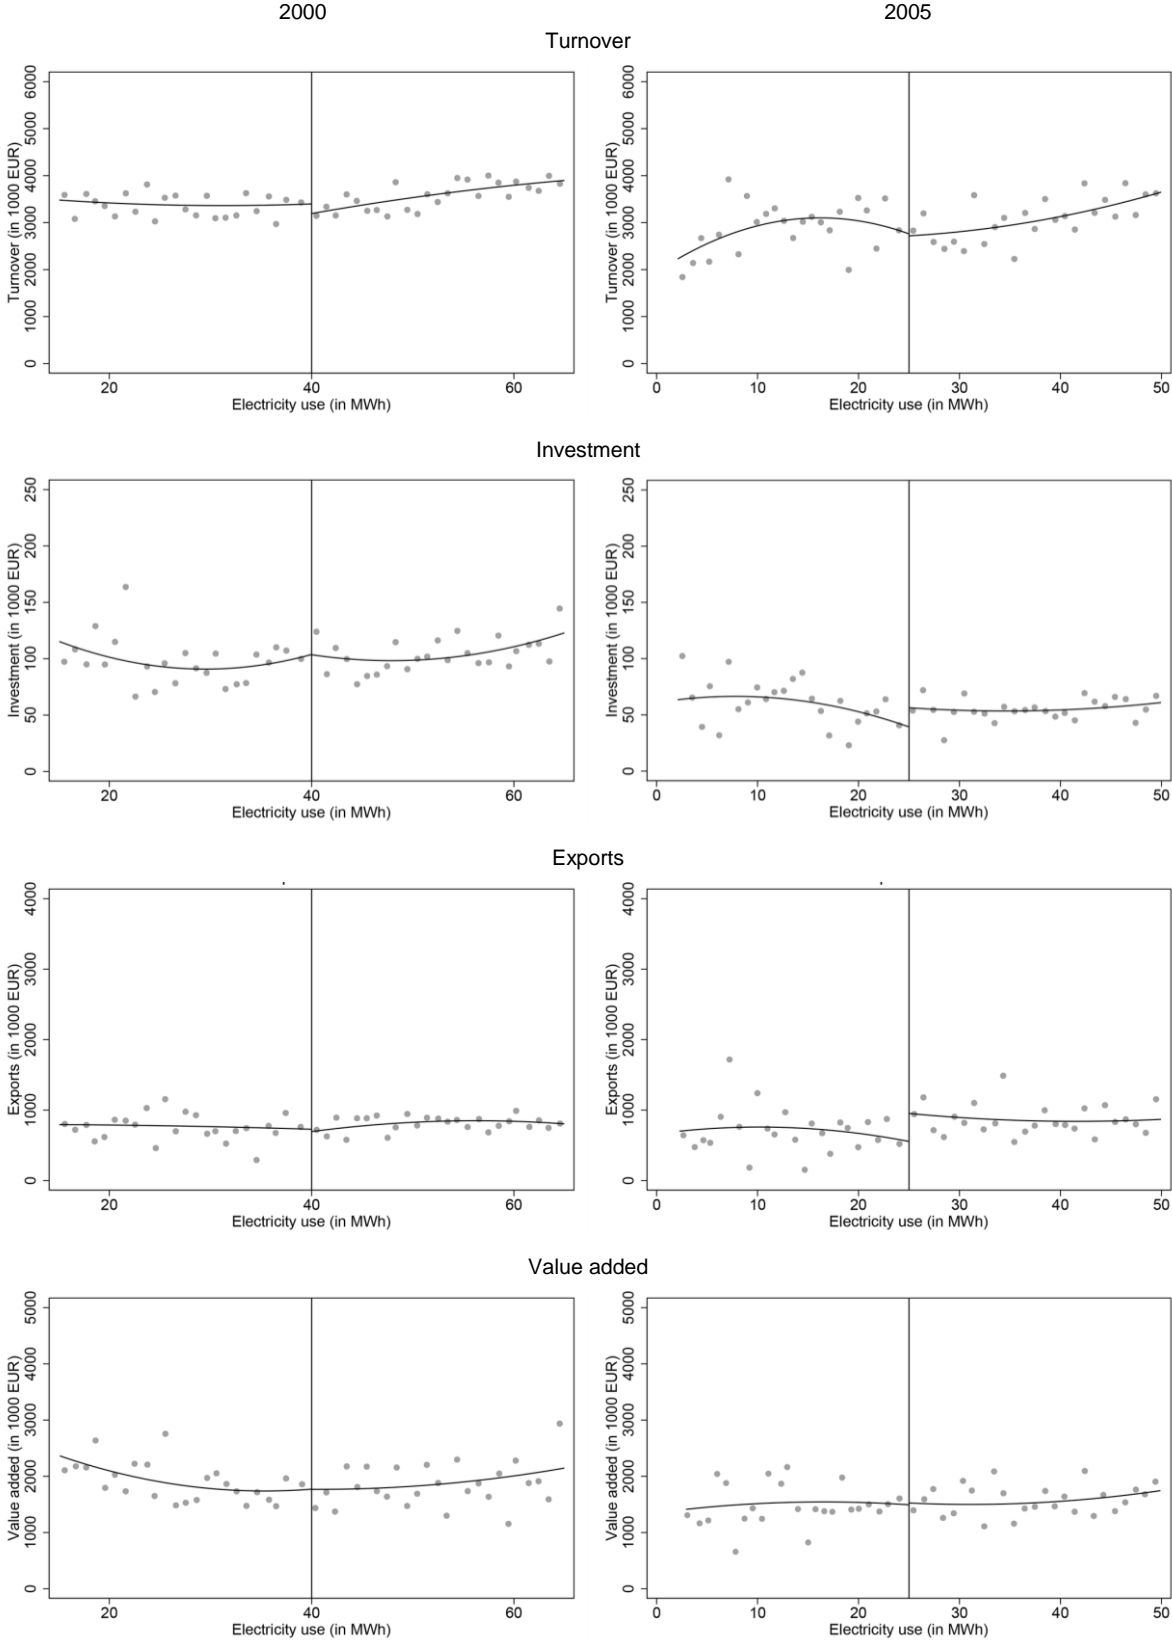 2000 2005
Turnover
Turnover (in 1000 EUR)
0 1000 2000 3000 4000 5000 6000
20 40 60
Electricity use (in MWh)
Turnover (in 1000 EUR)
0 1000 2000 3000 4000 5000 6000
0 10 20 30 40 50
Electricity use (in MWh)
Investment
Investment (in 1000 EUR)
0 50 100 150 200 250
20 40 60
Electricity use (in MWh)
Investment (in 1000 EUR)
0 50 100 150 200 250
0 10 20 30 40 50
Electricity use (in MWh)
Exports
Exports (in 1000 EUR)
0 1000 2000 3000 4000
20 40 60
Electricity use (in MWh)
Exports (in 1000 EUR)
0 1000 2000 3000 4000
0 10 20 30 40 50
Electricity use (in MWh)
Value added
Value added (in 1000 EUR)
0 1000 2000 3000 4000 5000
20 40 60
Electricity use (in MWh)
Value added (in 1000 EUR)
0 1000 2000 3000 4000 5000
0 10 20 30 40 50
Electricity use (in MWh)